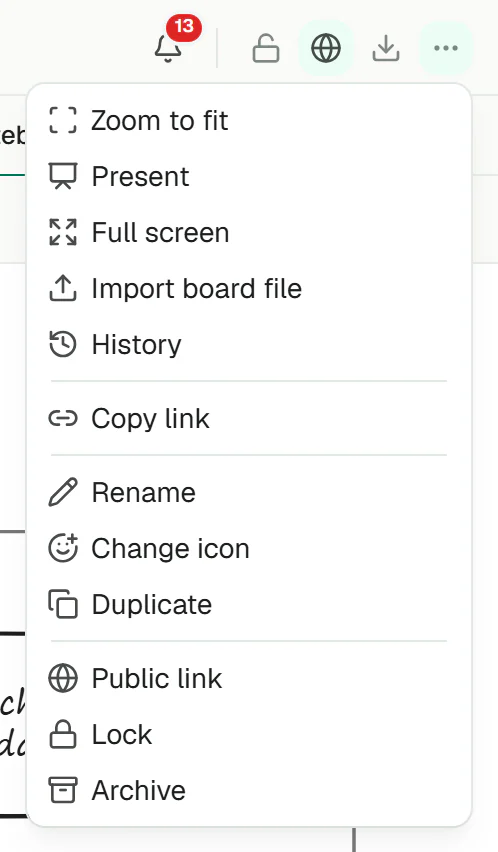 13
Zoom to fit
Present
Full screen
Import board file
History
Copy link
Rename
Change icon
Duplicate
Public link
Lock
Archive